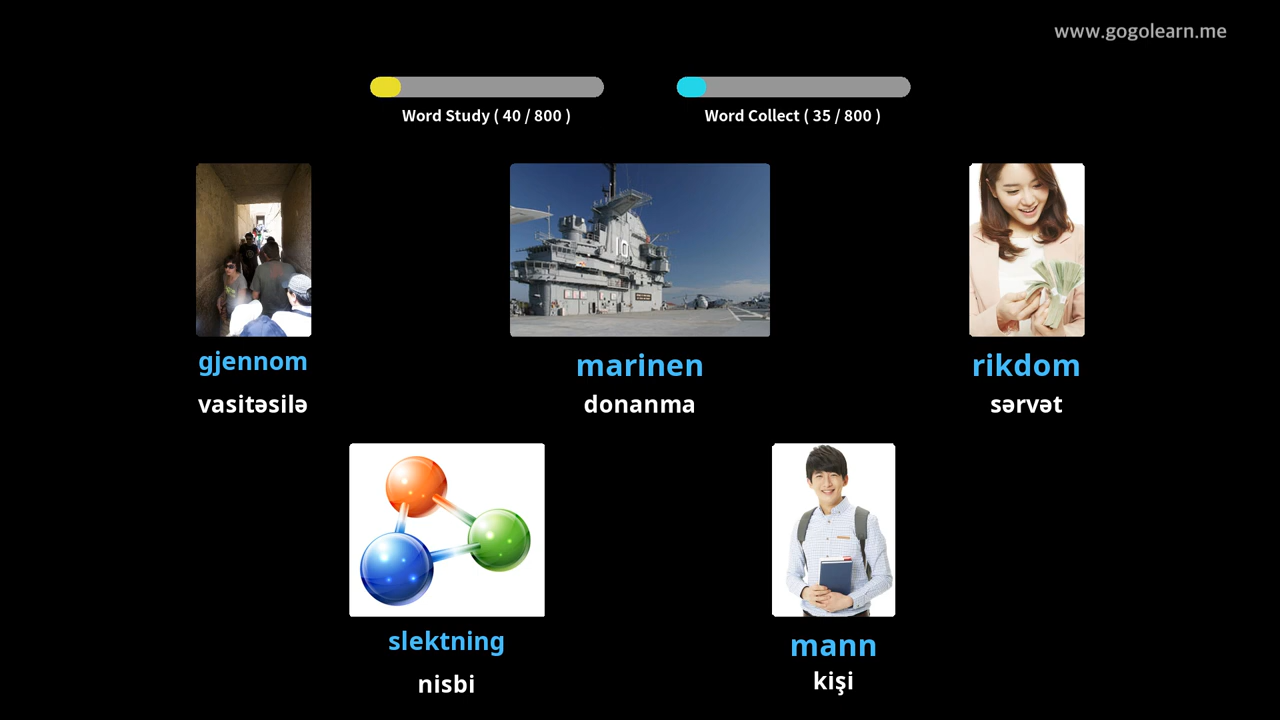 www.gogolearn.me
Word Study ( 40 / 800 )
Word Collect ( 35 / 800 )
10
gjennom
marinen
rikdom
vasitəsilə
donanma
sərvət
slektning
mann
nisbi
kişi